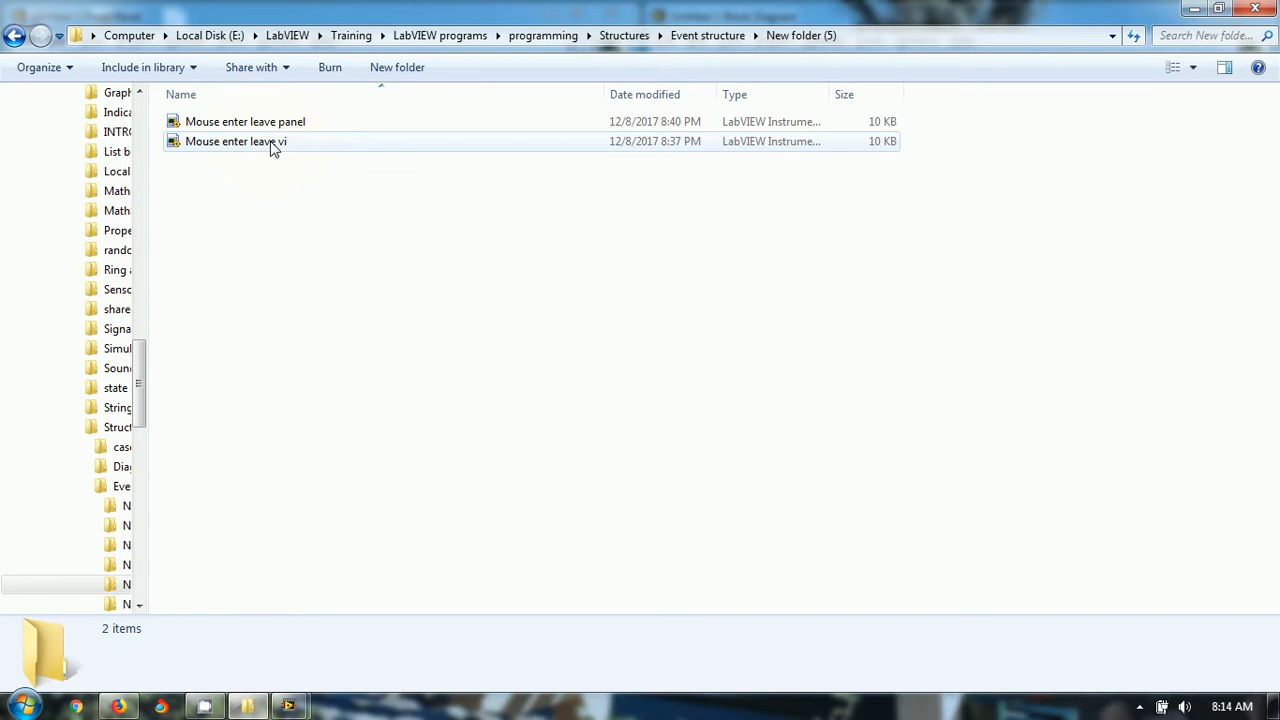 Computer Local Disk (E:) LabVIEW Training LabVIEW programs programming Structures Event structure New folder (5) Search New folde...
Organize Include in library Share with Burn New folder
Name Date modified Type Size
Mouse enter leave panel 12/8/2017 8:40 PM LabVIEW Instrume... 10 KB
Mouse enter leave vi 12/8/2017 8:37 PM LabVIEW Instrume... 10 KB
Graph
Indica
INTRO
List b
Local
Math
Math
Prope
rando
Ring a
Senso
share
Signa
Simul
Sound
state
String
Struct
case
Diag
Eve
N
N
N
N
N
N
2 items
8:14 AM